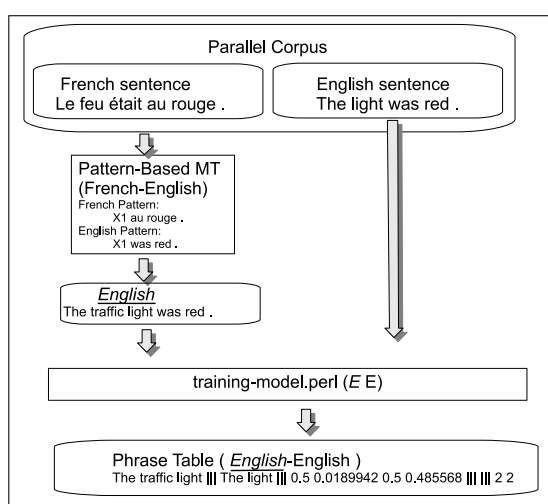 Parallel Corpus
French sentence
Le feu était au rouge .
English sentence
The light was red .
Pattern-Based MT
(French-English)
French Pattern:
X1 au rouge .
English Pattern:
X1 was red .
English
The traffic light was red .
training-model.perl (E E)
Phrase Table ( English-English )
The traffic light ||| The light ||| 0.5 0.0189942 0.5 0.485568 ||| ||| 2 2